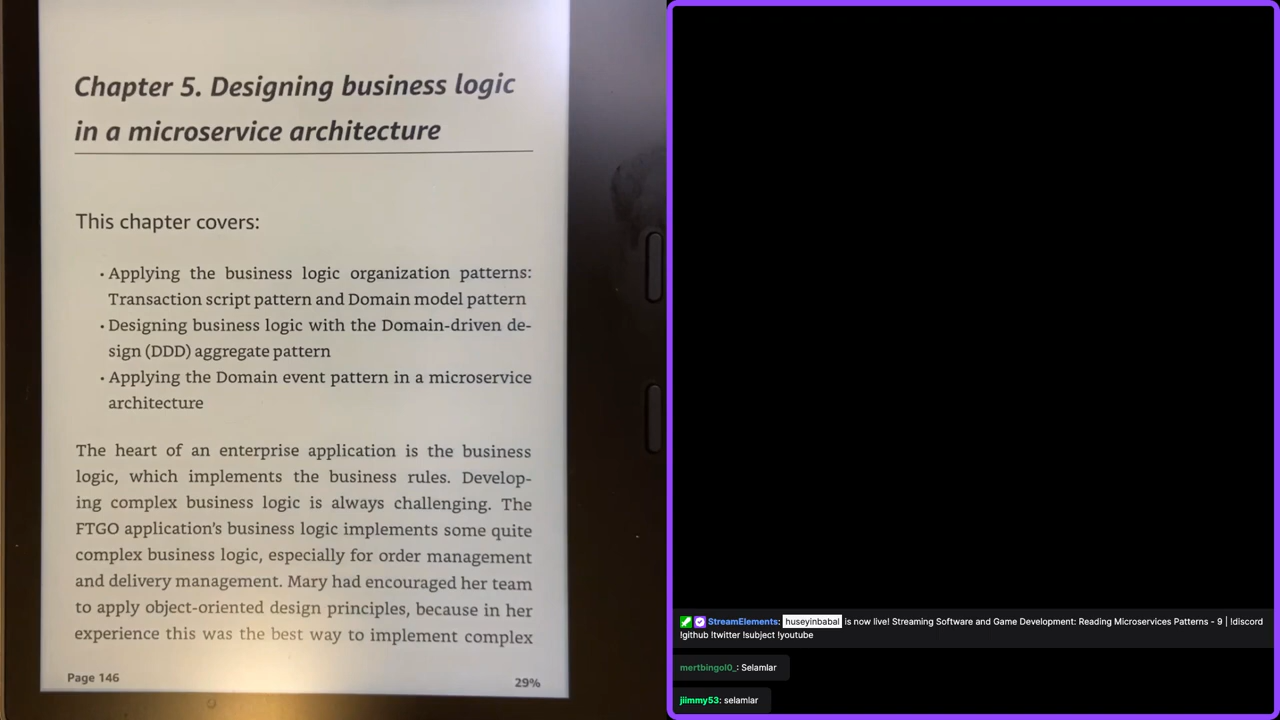 Chapter 5. Designing business logic
in a microservice architecture
This chapter covers:
• Applying the business logic organization patterns:
Transaction script pattern and Domain model pattern
• Designing business logic with the Domain-driven de-
sign (DDD) aggregate pattern
• Applying the Domain event pattern in a microservice
architecture
The heart of an enterprise application is the business
logic, which implements the business rules. Develop-
ing complex business logic is always challenging. The
FTGO application's business logic implements some quite
complex business logic, especially for order management
and delivery management. Mary had encouraged her team
to apply object-oriented design principles, because in her
experience this was the best way to implement complex
Page 146
29%
StreamElements: huseyinbabal is now live! Streaming Software and Game Development: Reading Microservices Patterns - 9 | !discord
!github !twitter !subject !youtube
mertbingol0_: Selamlar
jiimmy53: selamlar